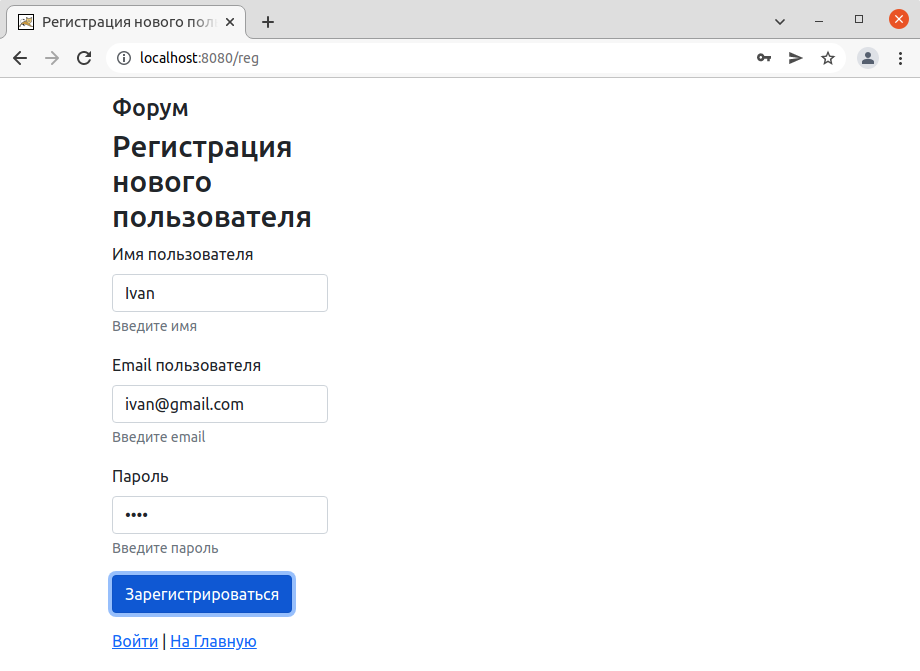 Регистрация нового пол
localhost:8080/reg
Форум
Регистрация
нового
пользователя
Имя пользователя
Ivan
Введите имя
Email пользователя
ivan@gmail.com
Введите email
Пароль
••••
Введите пароль
Зарегистрироваться
Войти | На Главную